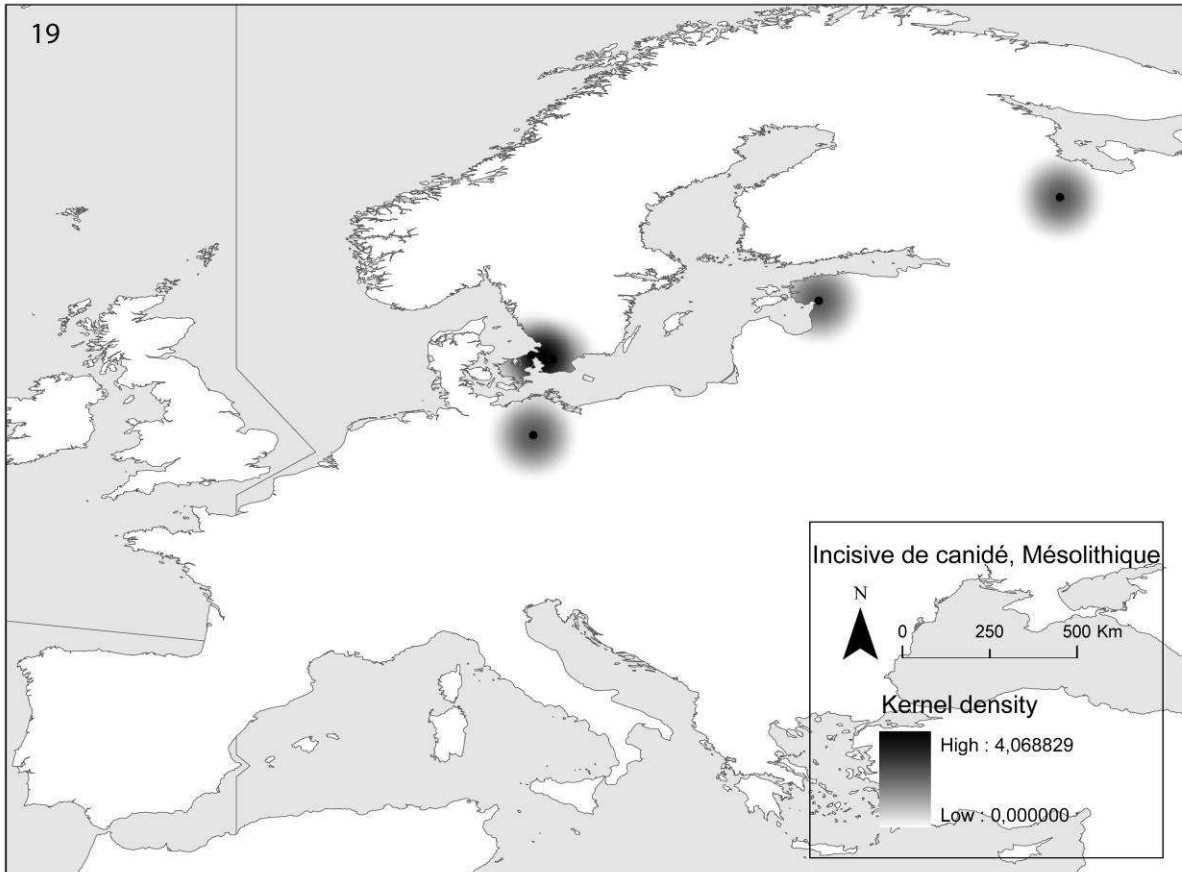 19
Incisive de canidé, Mésolithique
N
0 250 500 Km
Kernel density
High : 4,068829
Low : 0,000000